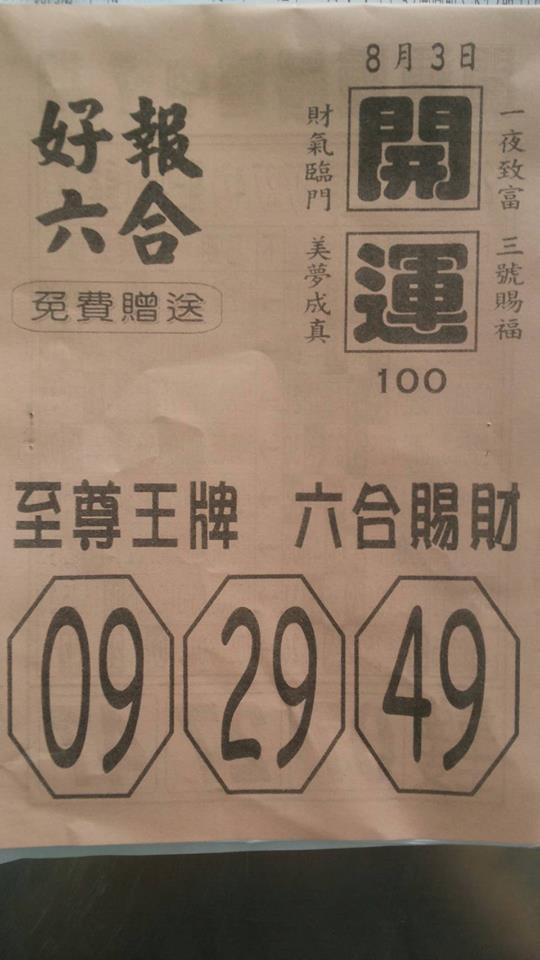 8月3日
好報
六合
免費贈送
財氣臨門
美夢成真
開運
一夜致富
三號賜福
100
至尊王牌 六合賜財
09 29 49